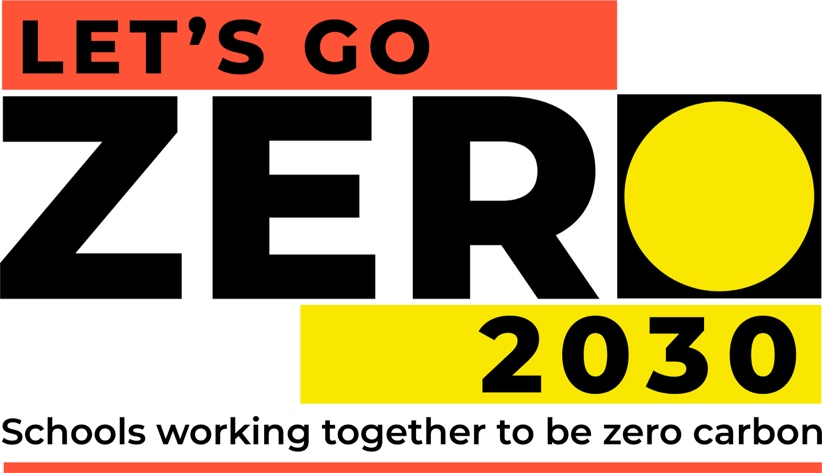 LET’S GO
ZERO
2030
Schools working together to be zero carbon